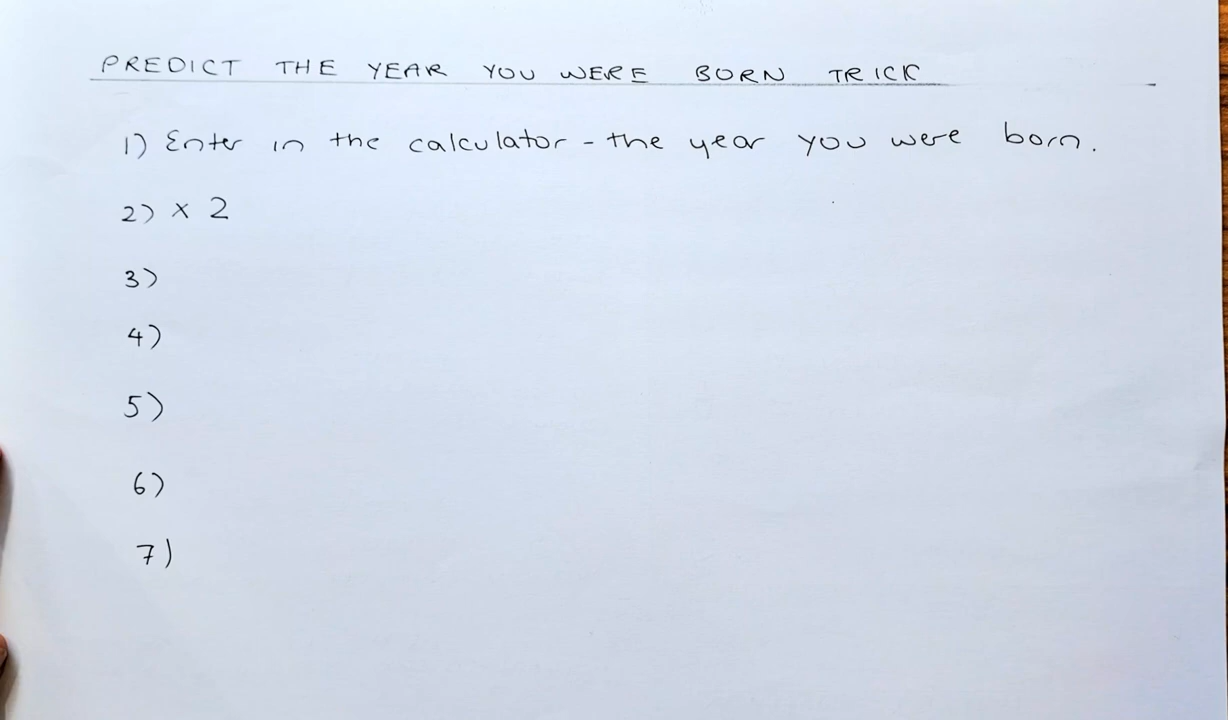 PREDICT THE YEAR YOU WERE BORN TRICK
1) Enter in the calculator - the year you were born.
2) × 2
3)
4)
5)
6)
7)